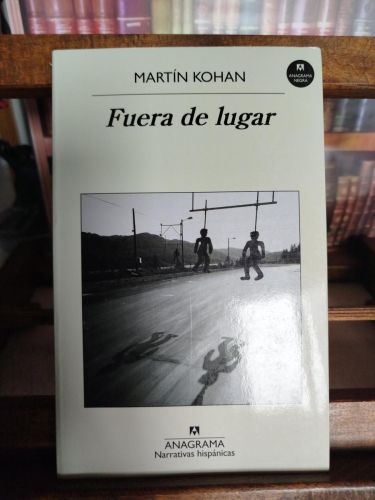 MARTÍN KOHAN
ANAGRAMA
NEGRA
Fuera de lugar
ANAGRAMA
Narrativas hispánicas